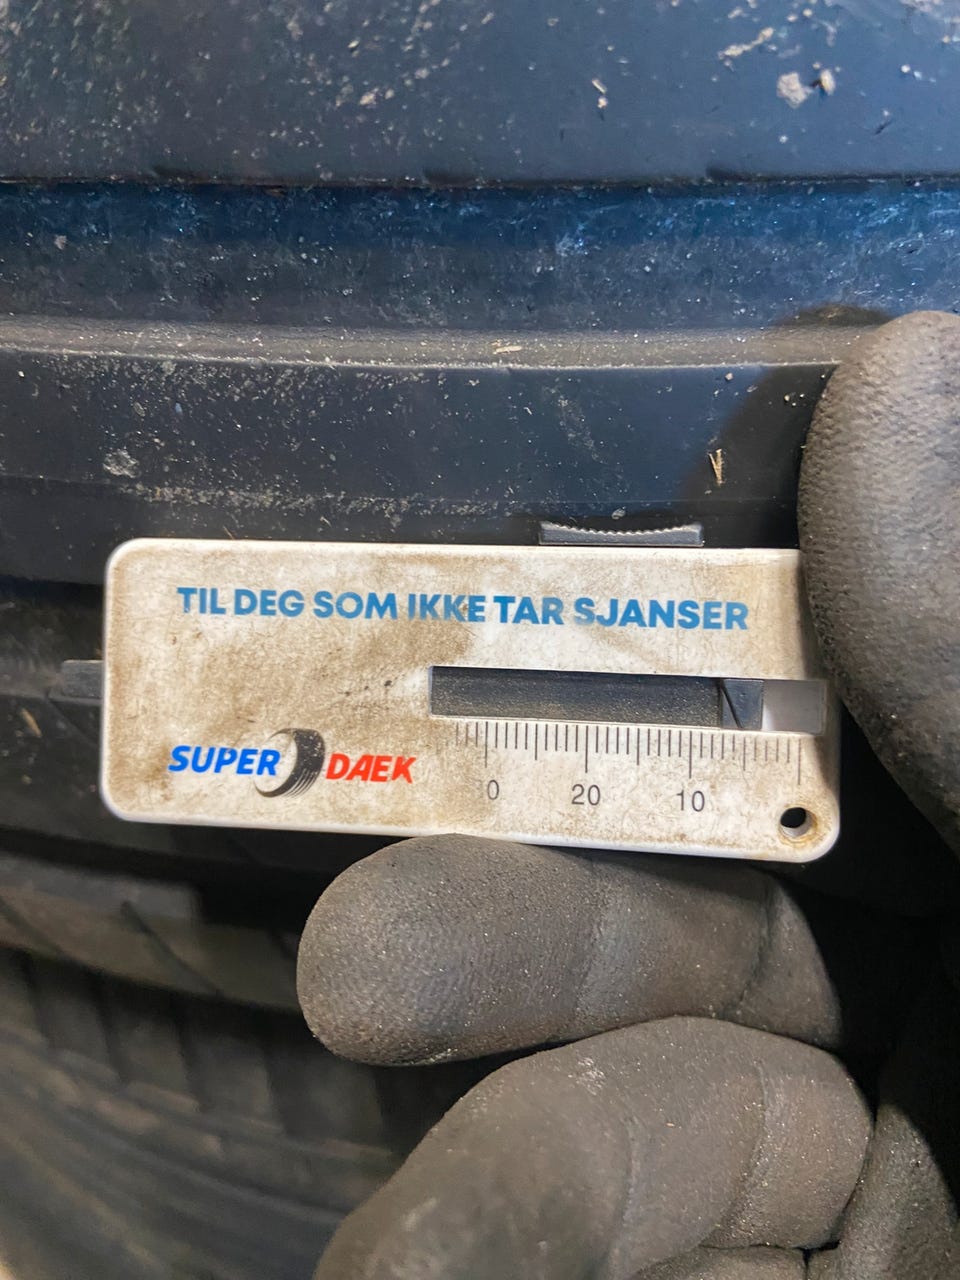 TIL DEG SOM IKKE TAR SJANSER
SUPER DAEK
0 20 10